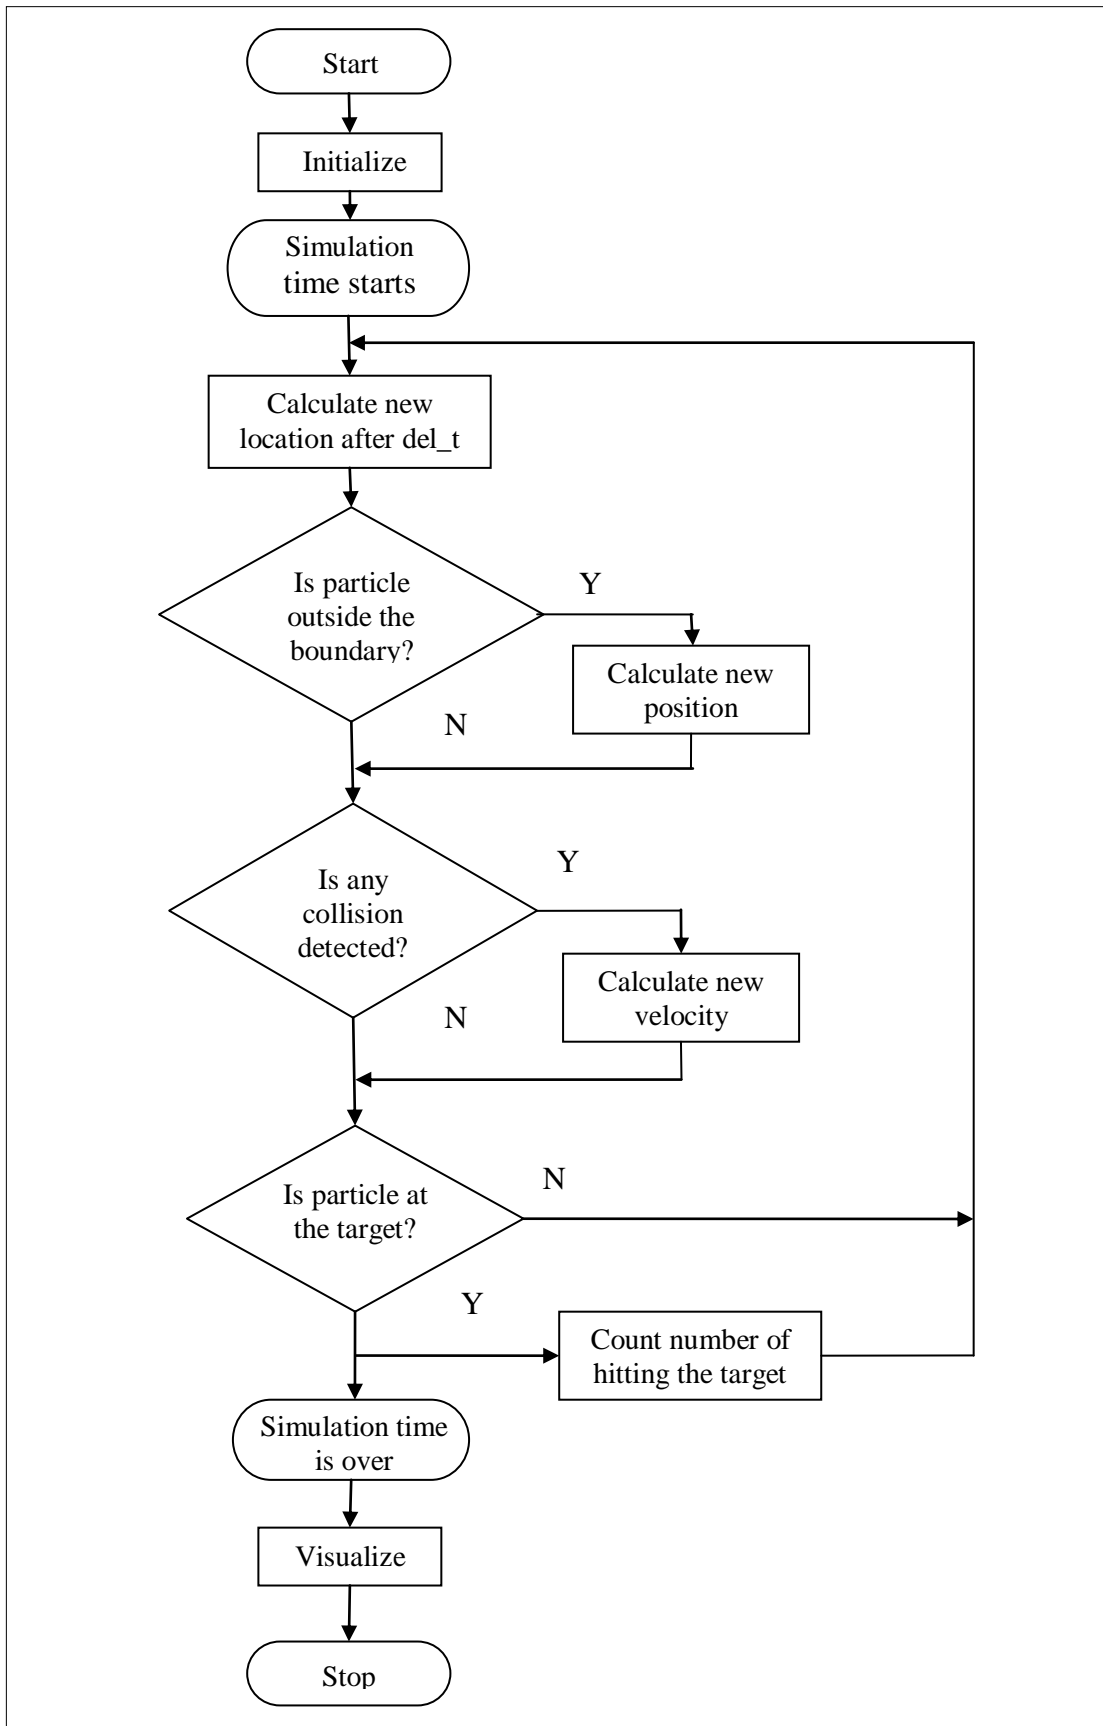 Start
Initialize
Simulation
time starts
Calculate new
location after del_t
Is particle
outside the
boundary?
Y
Calculate new
position
N
Is any
collision
detected?
Y
Calculate new
velocity
N
Is particle at
the target?
N
Y
Count number of
hitting the target
Simulation time
is over
Visualize
Stop